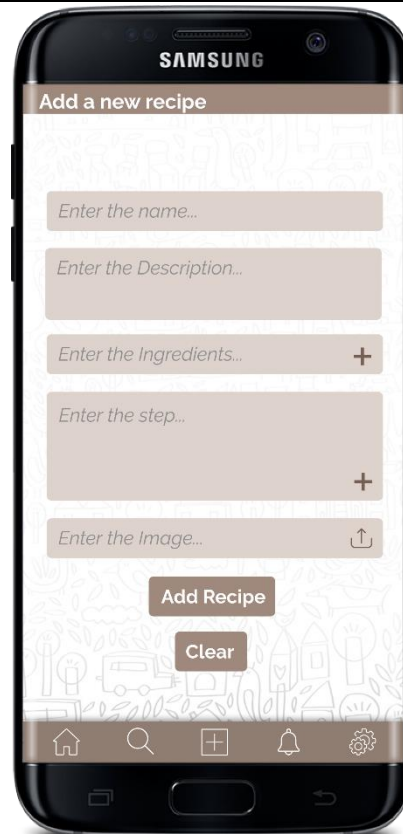 SAMSUNG
Add a new recipe
Enter the name...
Enter the Description...
Enter the Ingredients...
Enter the step...
Enter the Image...
Add Recipe
Clear